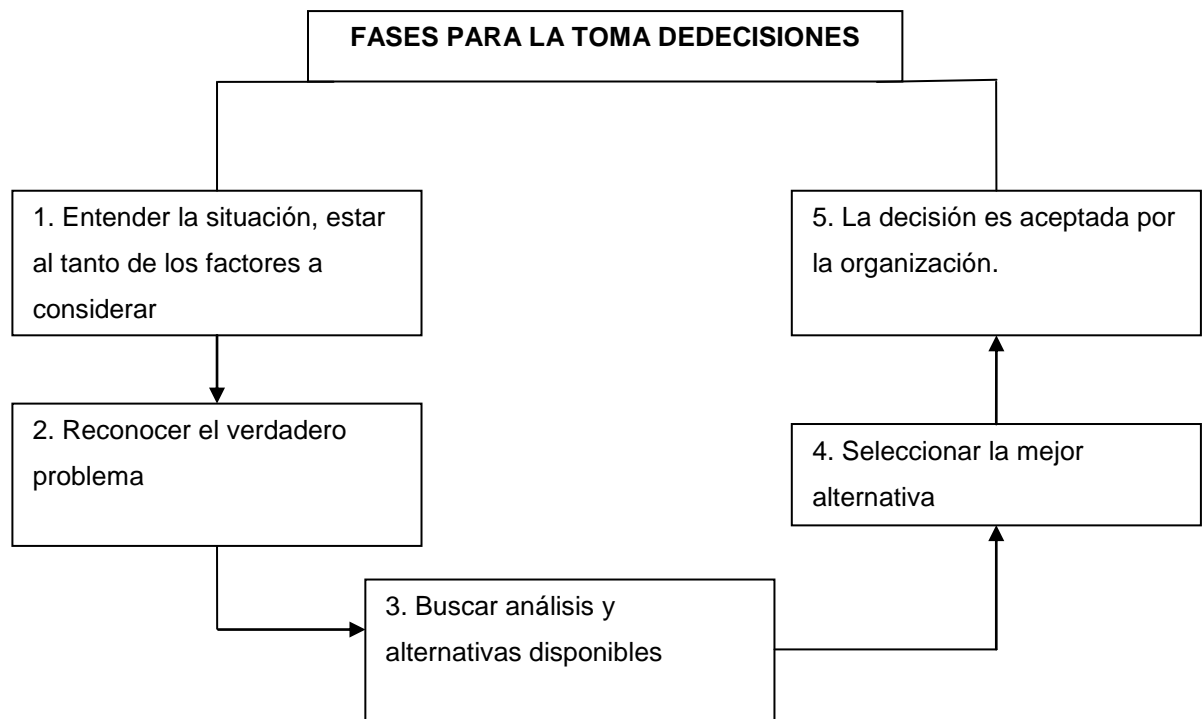 FASES PARA LA TOMA DEDECISIONES
1. Entender la situación, estar
al tanto de los factores a
considerar
2. Reconocer el verdadero
problema
3. Buscar análisis y
alternativas disponibles
4. Seleccionar la mejor
alternativa
5. La decisión es aceptada por
la organización.